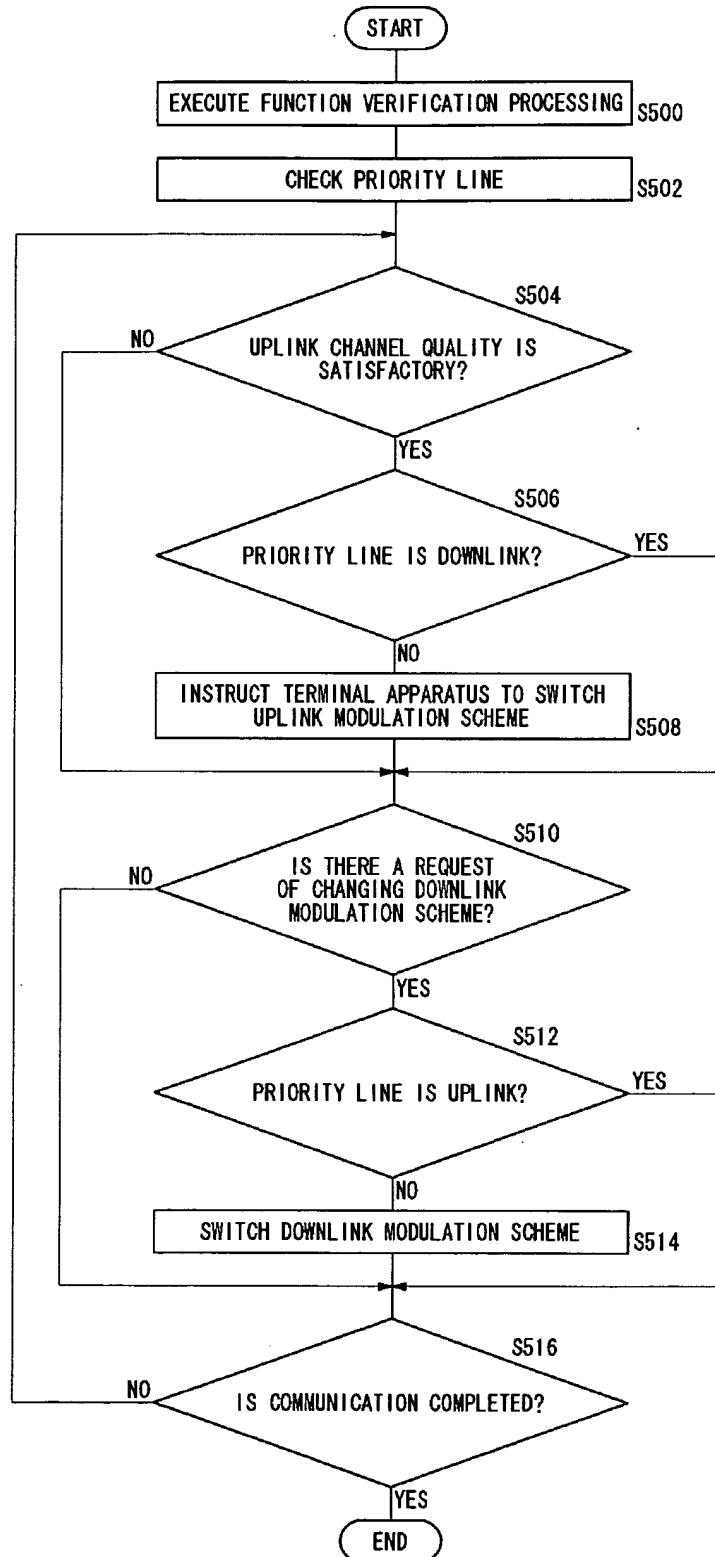 START
EXECUTE FUNCTION VERIFICATION PROCESSING
S500
CHECK PRIORITY LINE
S502
S504
NO
UPLINK CHANNEL QUALITY IS
SATISFACTORY?
YES
S506
PRIORITY LINE IS DOWNLINK?
YES
NO
INSTRUCT TERMINAL APPARATUS TO SWITCH
UPLINK MODULATION SCHEME
S508
S510
NO
IS THERE A REQUEST
OF CHANGING DOWNLINK
MODULATION SCHEME?
YES
S512
PRIORITY LINE IS UPLINK?
YES
NO
SWITCH DOWNLINK MODULATION SCHEME
S514
S516
NO
IS COMMUNICATION COMPLETED?
YES
END